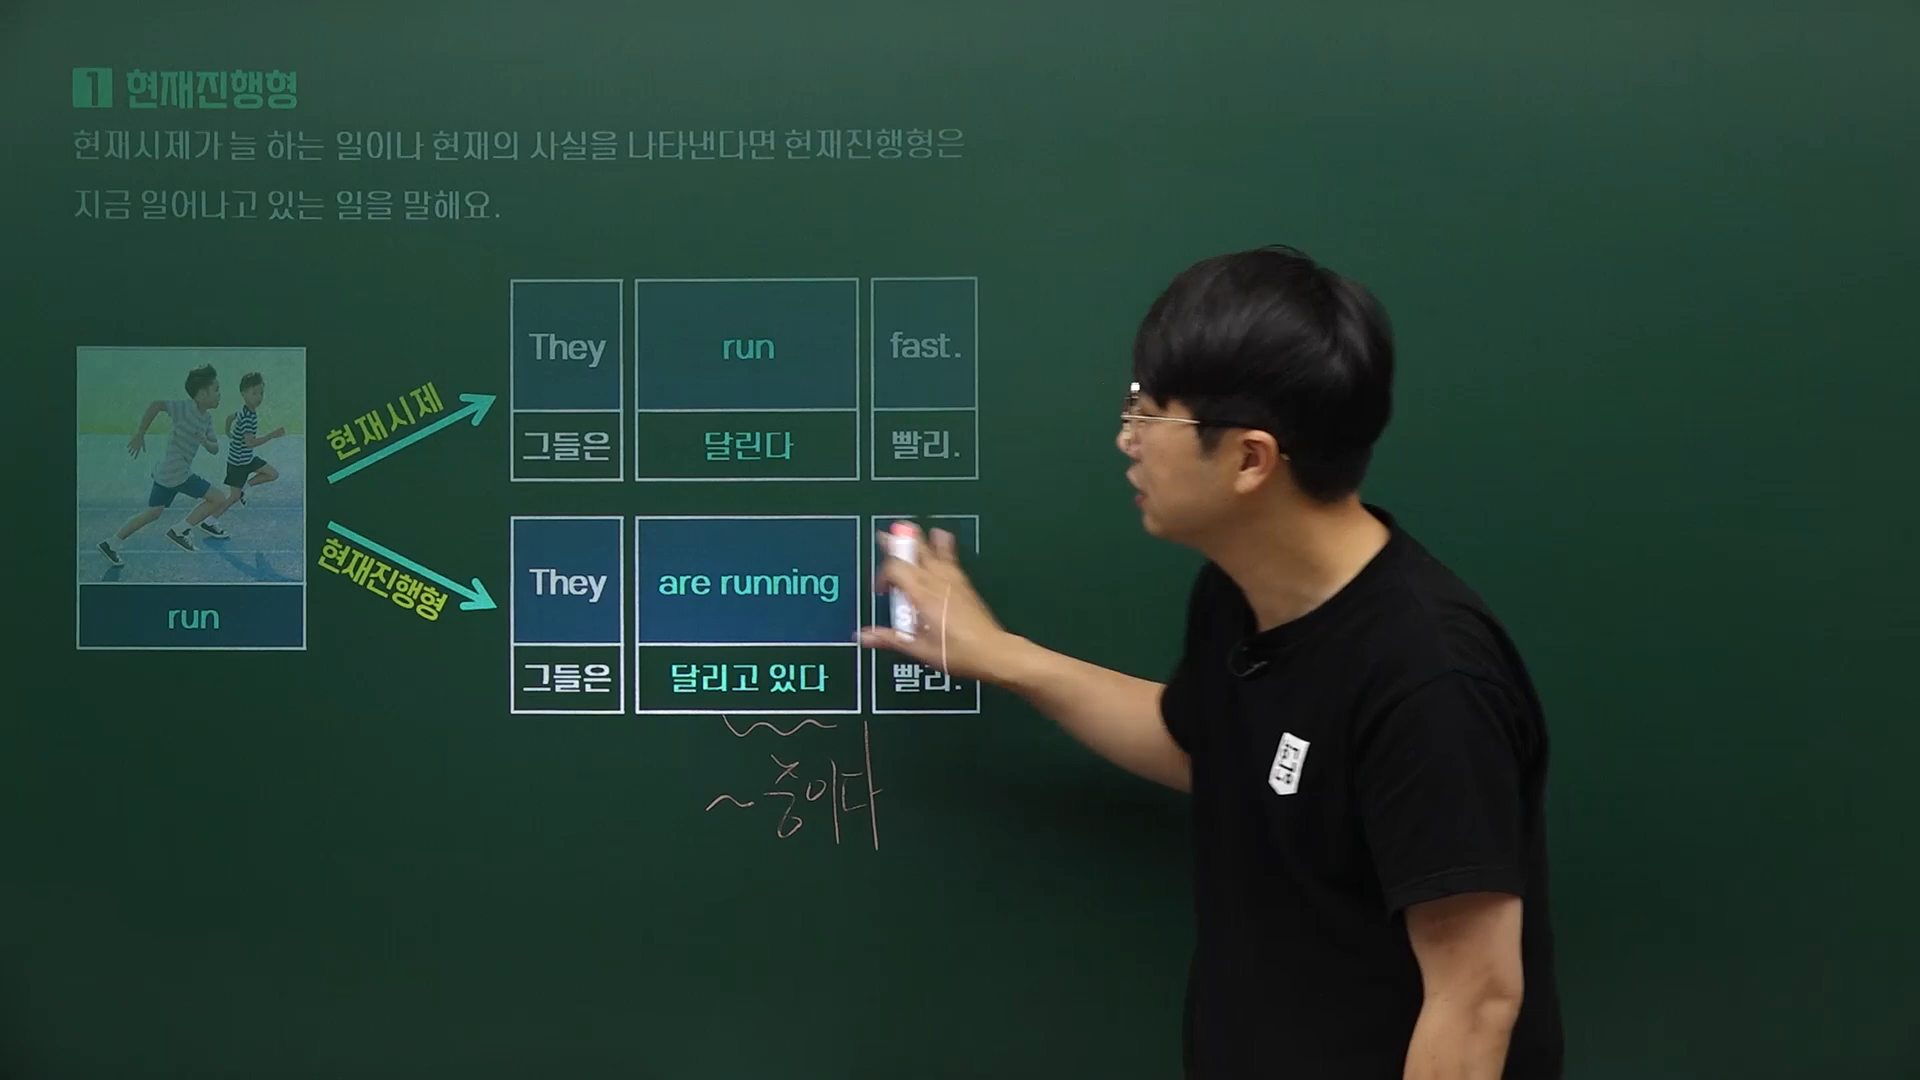 1 현재진행형
현재시제가 늘 하는 일이나 현재의 사실을 나타낸다면 현재진행형은
지금 일어나고 있는 일을 말해요.
현재시제
They run fast.
그들은 달린다 빨리.
현재진행형
They are running
그들은 달리고 있다 빨리.
run
~중이다